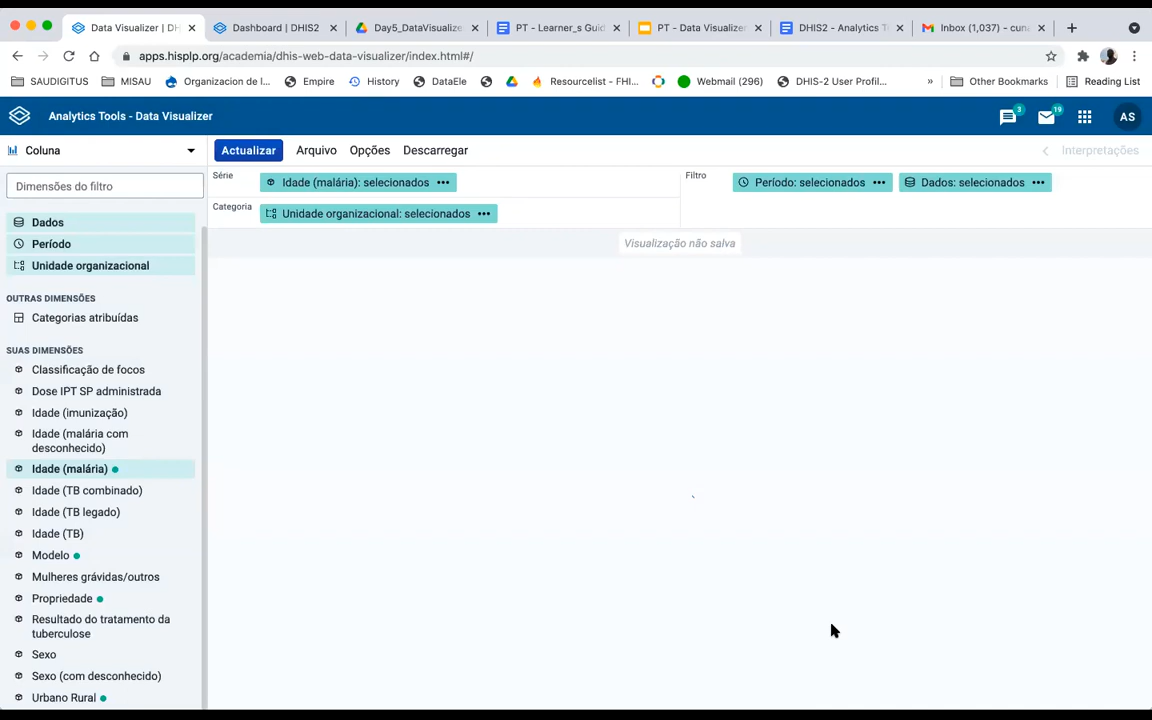 Data Visualizer | DHIS
Dashboard | DHIS2
Day5_DataVisualize
PT - Learner_s Guid
PT - Data Visualizer
DHIS2 - Analytics T
Inbox (1,037) - cuna
apps.hisplp.org/academia/dhis-web-data-visualizer/index.html#/
SAUDIGITUS
MISAU
Organizacion de I...
Empire
History
DataEle
Resourcelist - FHI...
Webmail (296)
DHIS-2 User Profil...
»
Other Bookmarks
Reading List
Analytics Tools - Data Visualizer
3
19
AS
Coluna
Actualizar
Arquivo
Opções
Descarregar
Interpretações
Dimensões do filtro
Série
Idade (malária): selecionados
Filtro
Período: selecionados
Dados: selecionados
Categoria
Unidade organizacional: selecionados
Visualização não salva
Dados
Período
Unidade organizacional
OUTRAS DIMENSÕES
Categorias atribuídas
SUAS DIMENSÕES
Classificação de focos
Dose IPT SP administrada
Idade (imunização)
Idade (malária com
desconhecido)
Idade (malária)
Idade (TB combinado)
Idade (TB legado)
Idade (TB)
Modelo
Mulheres grávidas/outros
Propriedade
Resultado do tratamento da
tuberculose
Sexo
Sexo (com desconhecido)
Urbano Rural